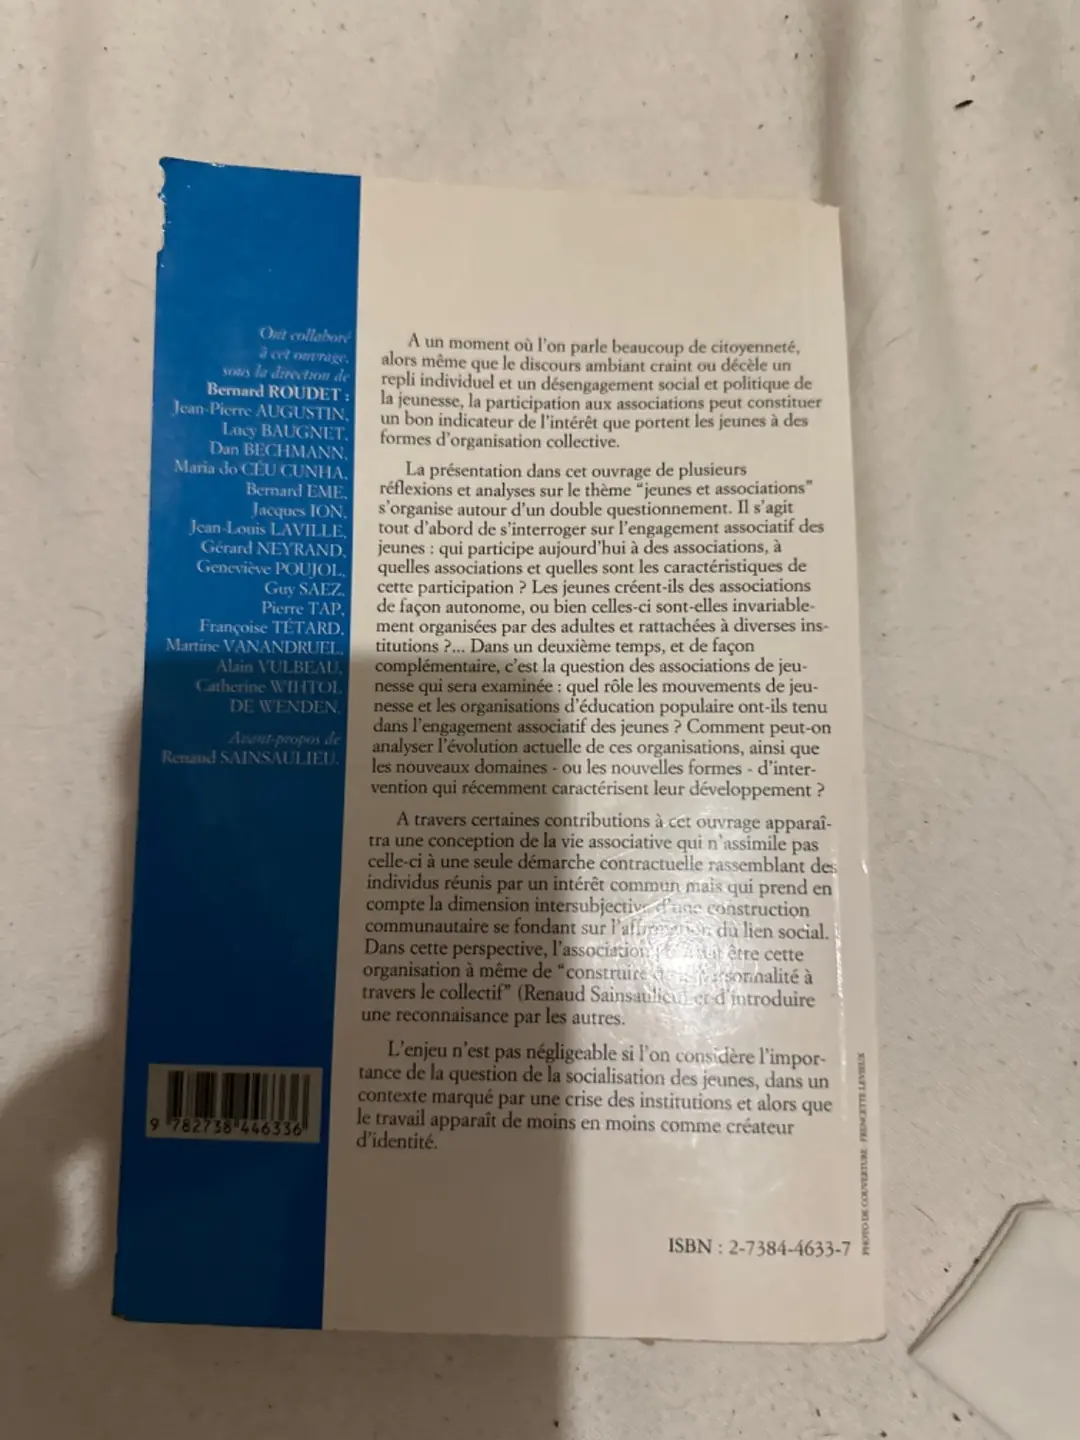 Ont collaboré
à cet ouvrage,
sous la direction de
Bernard ROUDET :
Jean-Pierre AUGUSTIN,
Lucy BAUGNET,
Dan BECHMANN,
Maria do CÉU CUNHA,
Bernard EME,
Jacques ION,
Jean-Louis LAVILLE,
Gérard NEYRAND,
Geneviève POUJOL,
Guy SAEZ,
Pierre TAP,
Françoise TÉTARD,
Martine VANANDRUEL,
Alain VULBEAU,
Catherine WIHTOL
DE WENDEN.
Avant-propos de
Renaud SAINSAULIEU.
A un moment où l'on parle beaucoup de citoyenneté,
alors même que le discours ambiant craint ou décèle un
repli individuel et un désengagement social et politique de
la jeunesse, la participation aux associations peut constituer
un bon indicateur de l'intérêt que portent les jeunes à des
formes d'organisation collective.
La présentation dans cet ouvrage de plusieurs
réflexions et analyses sur le thème "jeunes et associations"
s'organise autour d'un double questionnement. Il s'agit
tout d'abord de s'interroger sur l'engagement associatif des
jeunes : qui participe aujourd'hui à des associations, à
quelles associations et quelles sont les caractéristiques de
cette participation ? Les jeunes créent-ils des associations
de façon autonome, ou bien celles-ci sont-elles invariable-
ment organisées par des adultes et rattachées à diverses ins-
titutions ?... Dans un deuxième temps, et de façon
complémentaire, c'est la question des associations de jeu-
nesse qui sera examinée : quel rôle les mouvements de jeu-
nesse et les organisations d'éducation populaire ont-ils tenu
dans l'engagement associatif des jeunes ? Comment peut-on
analyser l'évolution actuelle de ces organisations, ainsi que
les nouveaux domaines - ou les nouvelles formes - d'inter-
vention qui récemment caractérisent leur développement ?
A travers certaines contributions à cet ouvrage apparaî-
tra une conception de la vie associative qui n'assimile pas
celle-ci à une seule démarche contractuelle rassemblant des
individus réunis par un intérêt commun mais qui prend en
compte la dimension intersubjective d'une construction
communautaire se fondant sur l'affirmation du lien social.
Dans cette perspective, l'association être cette
organisation à même de "construire personnalité à
travers le collectif" (Renaud Sainsaulieu) et d'introduire
une reconnaisance par les autres.
L'enjeu n'est pas négligeable si l'on considère l'impor-
tance de la question de la socialisation des jeunes, dans un
contexte marqué par une crise des institutions et alors que
le travail apparaît de moins en moins comme créateur
d'identité.
9 782738 446336
ISBN : 2-7384-4633-7
PHOTO DE COUVERTURE